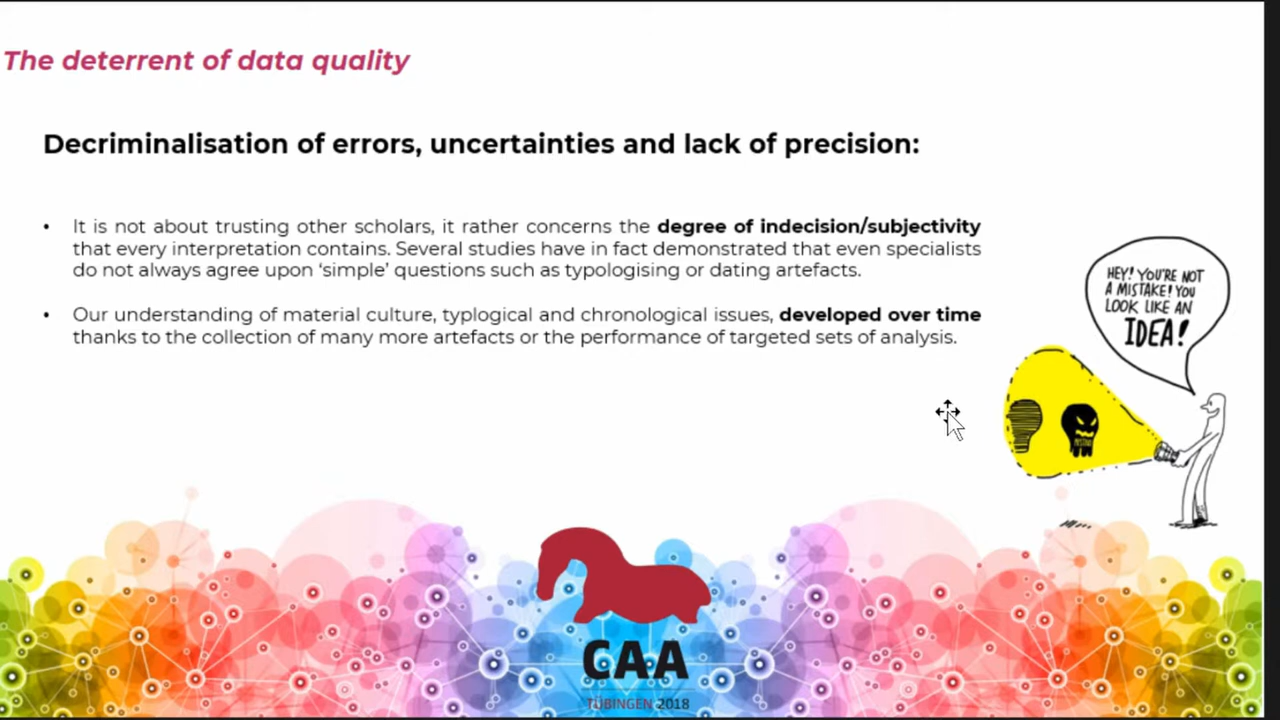 The deterrent of data quality
Decriminalisation of errors, uncertainties and lack of precision:
• It is not about trusting other scholars, it rather concerns the degree of indecision/subjectivity
that every interpretation contains. Several studies have in fact demonstrated that even specialists
do not always agree upon ‘simple’ questions such as typologising or dating artefacts.
• Our understanding of material culture, typlogical and chronological issues, developed over time
thanks to the collection of many more artefacts or the performance of targeted sets of analysis.
HEY! YOU'RE NOT
A MISTAKE! YOU
LOOK LIKE AN
IDEA!
CAA
TÜBINGEN 2018